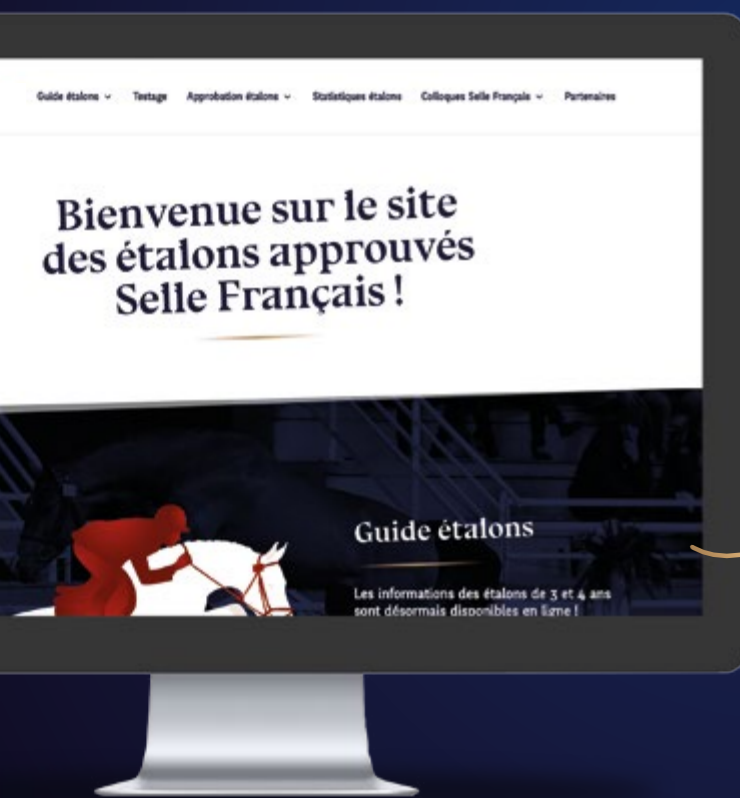 Guide étalons Testage Approbation étalons Statistiques étalons Colloques Selle Français Partenaires
Bienvenue sur le site
des étalons approuvés
Selle Français !
Guide étalons
Les informations des étalons de 3 et 4 ans
sont désormais disponibles en ligne !